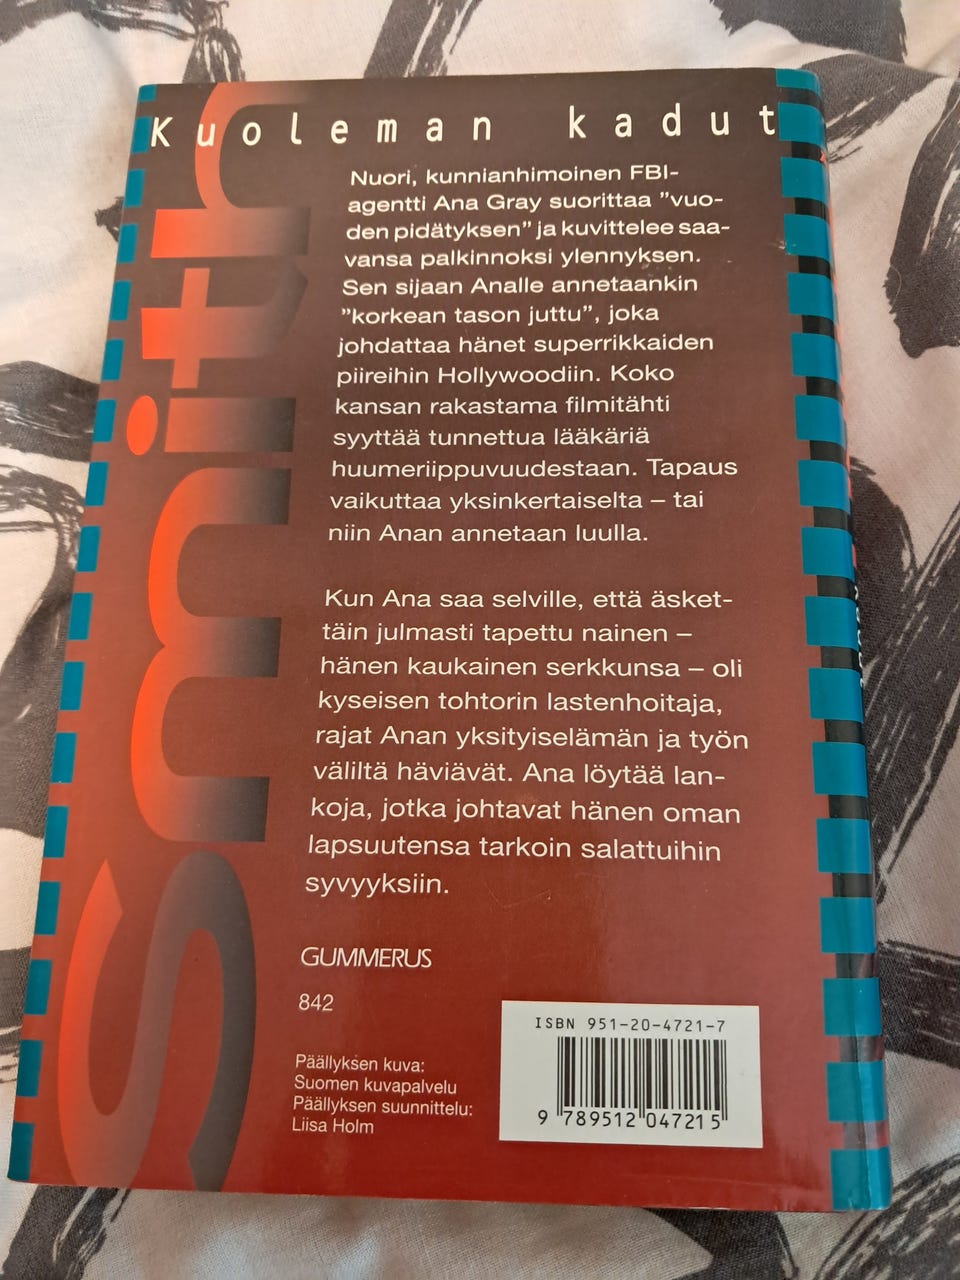 Kuoleman kadut
Smith
Nuori, kunnianhimoinen FBI-
agentti Ana Gray suorittaa ”vuo-
den pidätyksen” ja kuvittelee saa-
vansa palkinnoksi ylennyksen.
Sen sijaan Analle annetaankin
”korkean tason juttu”, joka
johdattaa hänet superrikkaiden
piireihin Hollywoodiin. Koko
kansan rakastama filmitähti
syyttää tunnettua lääkäriä
huumeriippuvuudestaan. Tapaus
vaikuttaa yksinkertaiselta – tai
niin Anan annetaan luulla.
Kun Ana saa selville, että äsket-
täin julmasti tapettu nainen –
hänen kaukainen serkkunsa – oli
kyseisen tohtorin lastenhoitaja,
rajat Anan yksityiselämän ja työn
väliltä häviävät. Ana löytää lan-
koja, jotka johtavat hänen oman
lapsuutensa tarkoin salattuihin
syvyyksiin.
GUMMERUS
842
Päällyksen kuva:
Suomen kuvapalvelu
Päällyksen suunnittelu:
Liisa Holm
ISBN 951-20-4721-7
9 789512 047215